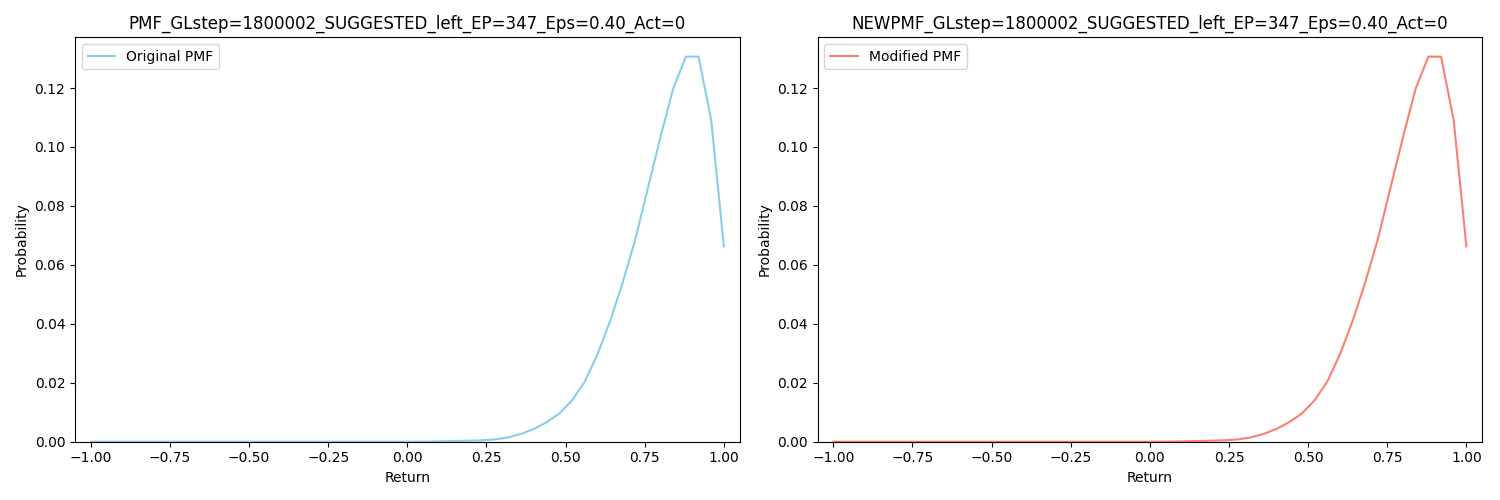 PMF_GLstep=1800002_SUGGESTED_left_EP=347_Eps=0.40_Act=0
Original PMF
Probability
0.12
0.10
0.08
0.06
0.04
0.02
0.00
−1.00 −0.75 −0.50 −0.25 0.00 0.25 0.50 0.75 1.00
Return
NEWPMF_GLstep=1800002_SUGGESTED_left_EP=347_Eps=0.40_Act=0
Modified PMF
Probability
0.12
0.10
0.08
0.06
0.04
0.02
0.00
−1.00 −0.75 −0.50 −0.25 0.00 0.25 0.50 0.75 1.00
Return